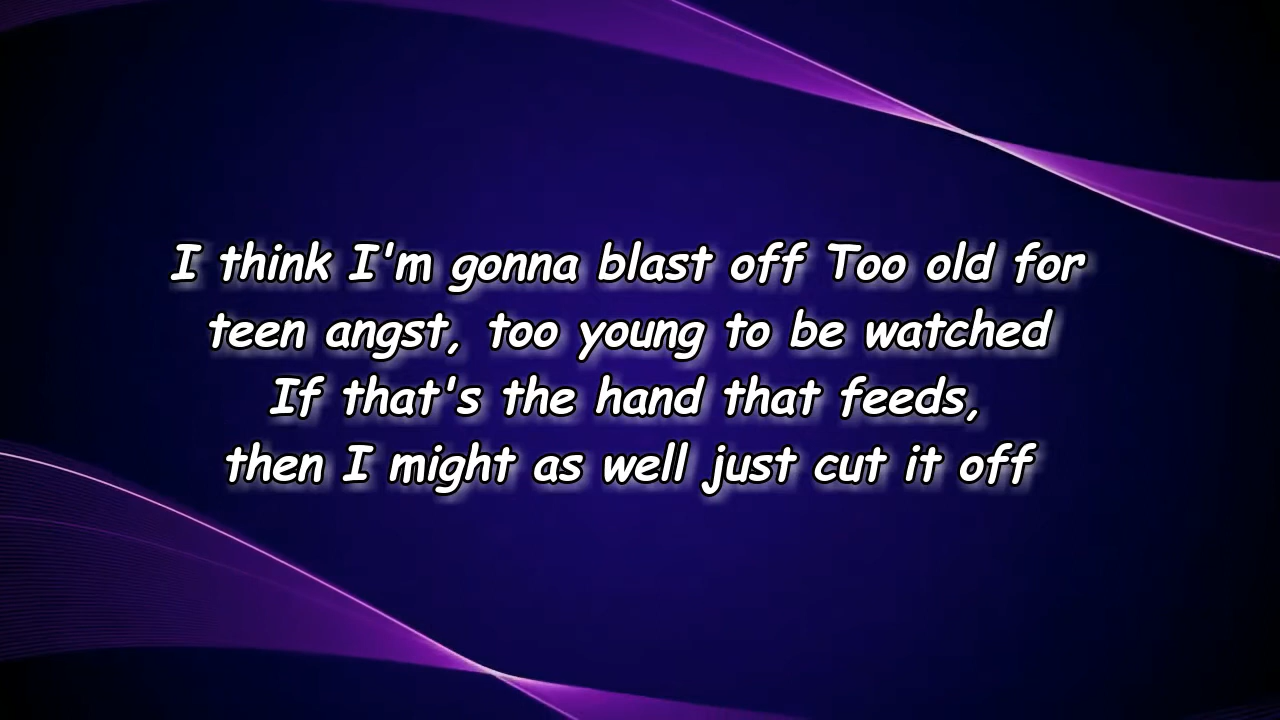 I think I'm gonna blast off Too old for
teen angst, too young to be watched
If that's the hand that feeds,
then I might as well just cut it off